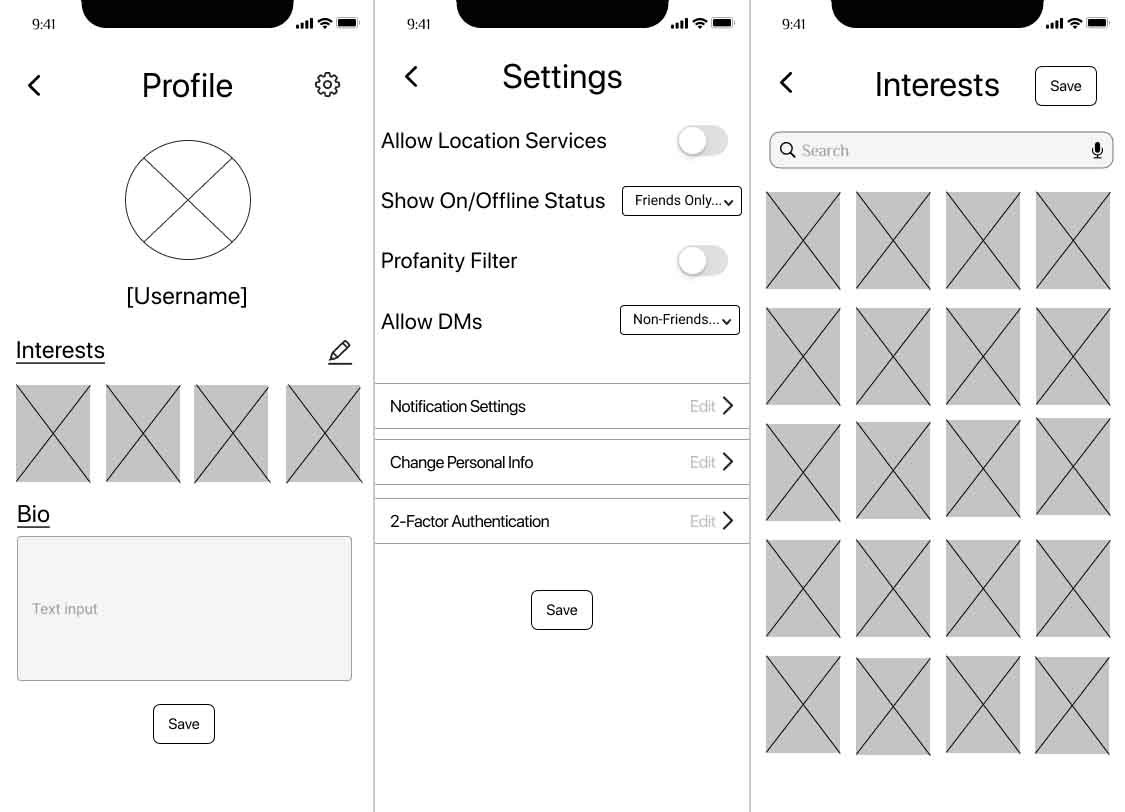 9:41
Profile
[Username]
Interests
Bio
Text input
Save
9:41
Settings
Allow Location Services
Show On/Offline Status
Friends Only...
Profanity Filter
Allow DMs
Non-Friends...
Notification Settings
Edit
Change Personal Info
Edit
2-Factor Authentication
Edit
Save
9:41
Interests
Save
Search